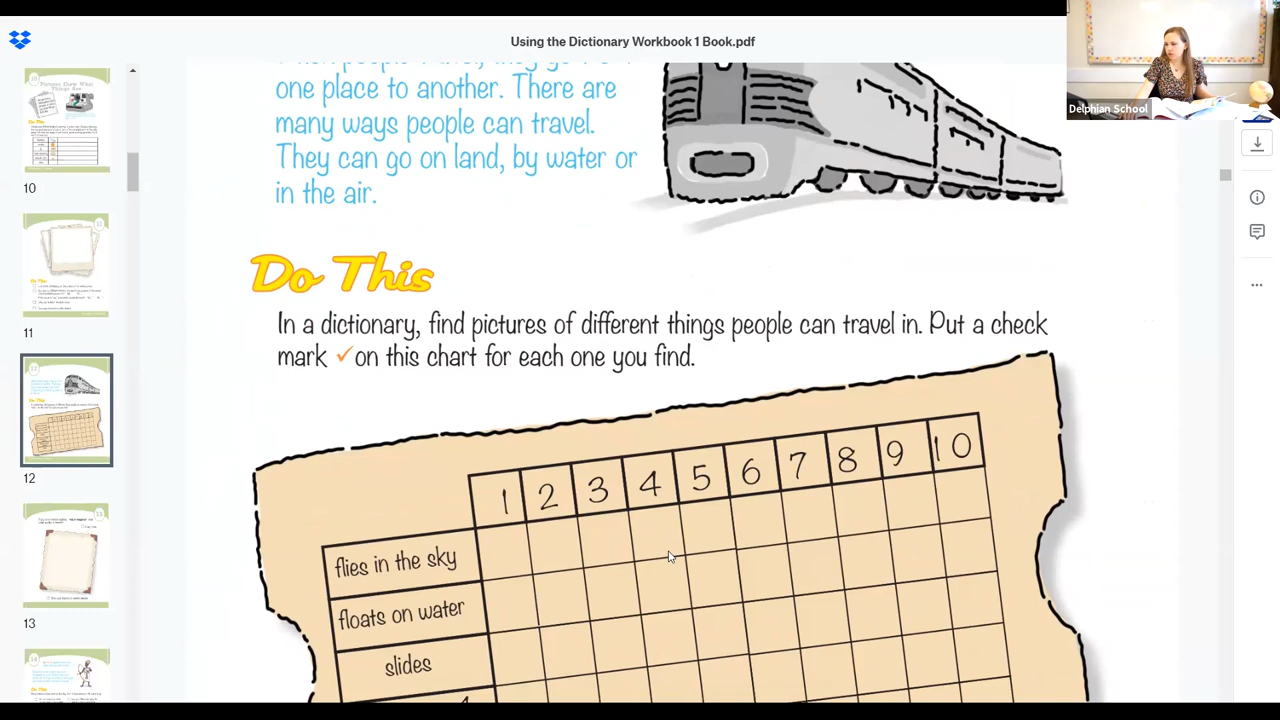 Using the Dictionary Workbook 1 Book.pdf
Delphian School
10
11
12
13
one place to another. There are
many ways people can travel.
They can go on land, by water or
in the air.
Do This
In a dictionary, find pictures of different things people can travel in. Put a check
mark ✓ on this chart for each one you find.
1 2 3 4 5 6 7 8 9 10
flies in the sky
floats on water
slides